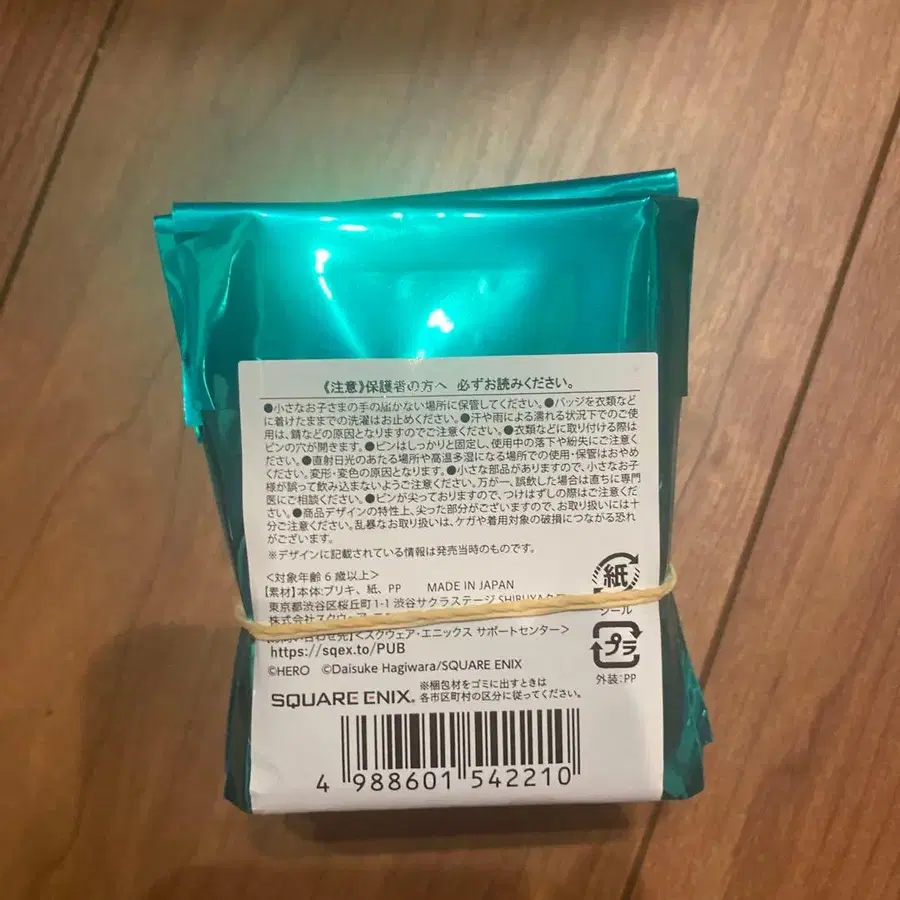 《注意》保護者の方へ 必ずお読みください。
●小さなお子さまの手の届かない場所に保管してください。●バッジを衣類など
に着けたままでの洗濯はお止めください。●汗や雨による濡れる状況下でのご使
用は、錆などの原因となりますのでご注意ください。●衣類などに取り付ける際は
ピンの穴が開きます。●ピンはしっかりと固定し、使用中の落下や紛失にご注意く
ださい。●直射日光のあたる場所や高温多湿になる場所での使用・保管はおやめ
ください。変形・変色の原因となります。●小さな部品がありますので、小さなお子
様が誤って飲み込まないようご注意ください。万が一、誤飲した場合は直ちに専門
医にご相談ください。●ピンが尖っておりますので、つけはずしの際はご注意くだ
さい。●商品デザインの特性上、尖った部分がございますので、お取り扱いには十
分ご注意ください。乱暴なお取り扱いは、ケガや着用対象の破損につながる恐れ
がございます。
※デザインに記載されている情報は発売当時のものです。
<対象年齢6歳以上>
【素材】本体:ブリキ、紙、PP MADE IN JAPAN
東京都渋谷区桜丘町1-1 渋谷サクラステージ SHIBUYA
株式会社スクウェア・
<スクウェア・エニックス サポートセンター>
https://sqex.to/PUB
©HERO ©Daisuke Hagiwara/SQUARE ENIX
SQUARE ENIX.
※梱包材をゴミに出すときは
各市区町村の区分に従ってください。
紙
シール
プラ
外装:PP
4 988601 542210